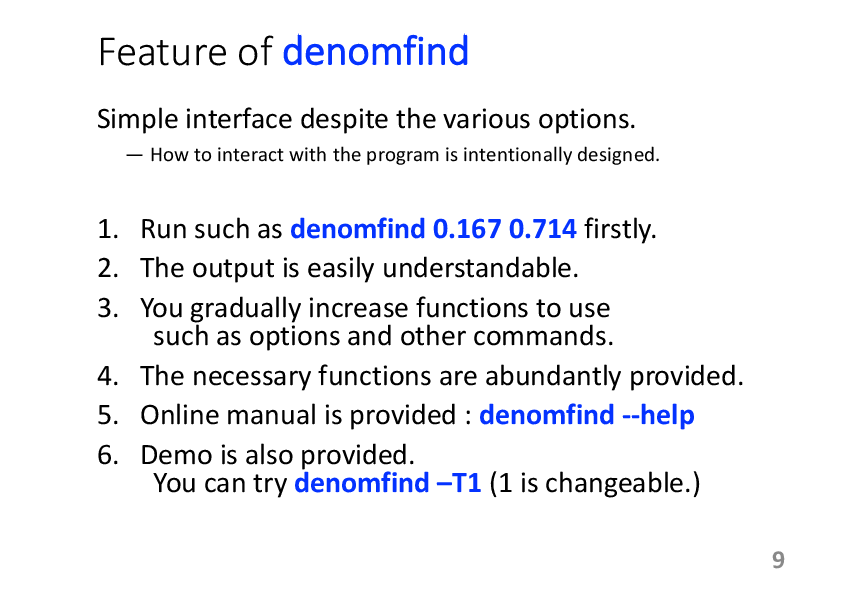 Feature of denomfind
Simple interface despite the various options.
— How to interact with the program is intentionally designed.
1. Run such as denomfind 0.167 0.714 firstly.
2. The output is easily understandable.
3. You gradually increase functions to use
such as options and other commands.
4. The necessary functions are abundantly provided.
5. Online manual is provided : denomfind --help
6. Demo is also provided.
You can try denomfind –T1 (1 is changeable.)
9